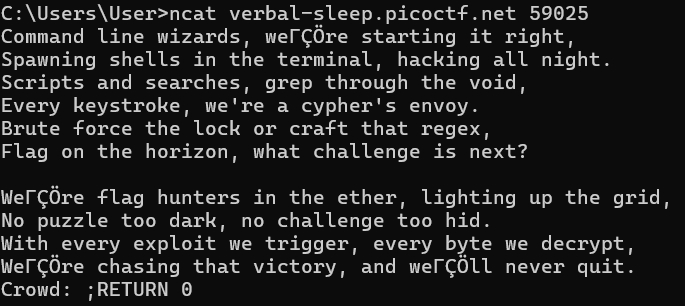 C:\Users\User>ncat verbal-sleep.picoctf.net 59025
Command line wizards, weΓÇÖre starting it right,
Spawning shells in the terminal, hacking all night.
Scripts and searches, grep through the void,
Every keystroke, we're a cypher's envoy.
Brute force the lock or craft that regex,
Flag on the horizon, what challenge is next?

WeΓÇÖre flag hunters in the ether, lighting up the grid,
No puzzle too dark, no challenge too hid.
With every exploit we trigger, every byte we decrypt,
WeΓÇÖre chasing that victory, and weΓÇÖll never quit.
Crowd: ;RETURN 0